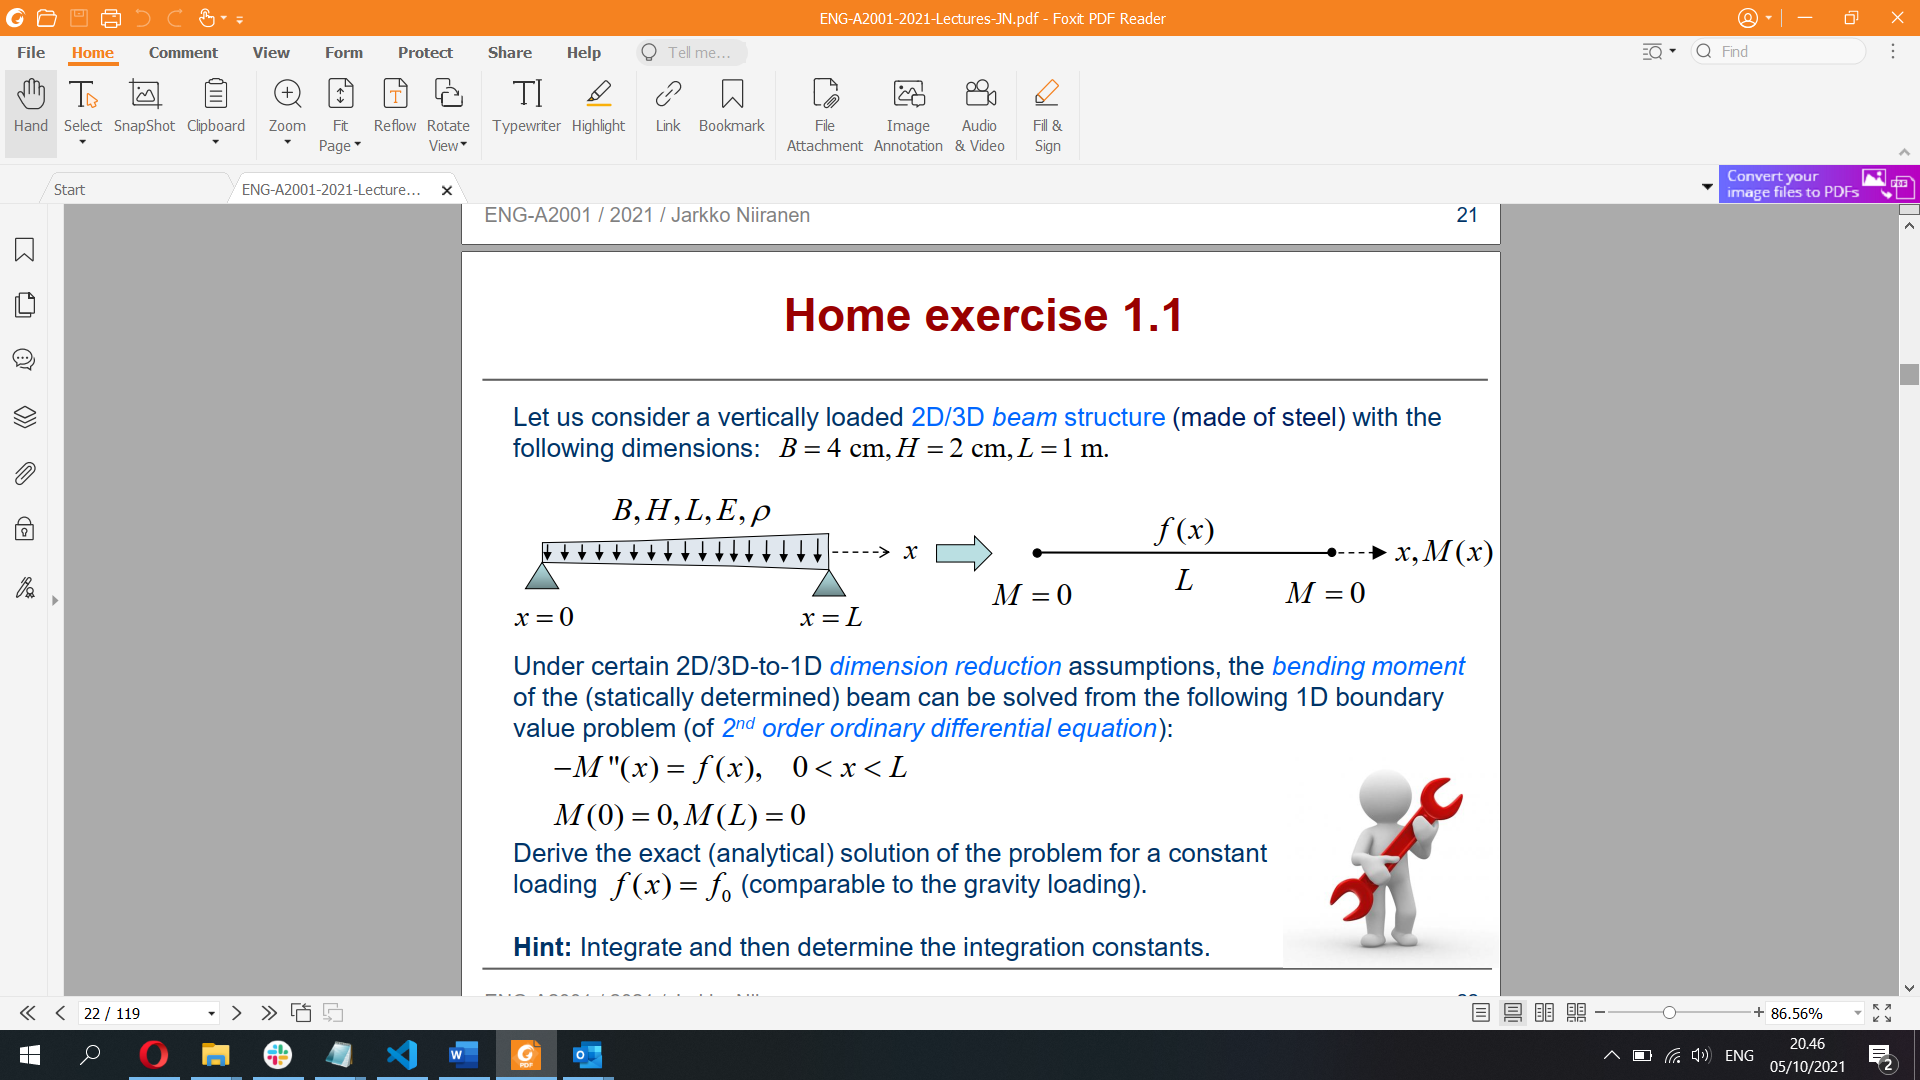 ENG-A2001-2021-Lectures-JN.pdf - Foxit PDF Reader
File Home Comment View Form Protect Share Help Tell me... Find
Hand Select SnapShot Clipboard Zoom Fit Page Reflow Rotate View Typewriter Highlight Link Bookmark File Attachment Image Annotation Audio & Video Fill & Sign
Start ENG-A2001-2021-Lecture...
Convert your
image files to PDFs
PDF
ENG-A2001 / 2021 / Jarkko Niiranen 21
Home exercise 1.1
Let us consider a vertically loaded 2D/3D beam structure (made of steel) with the
following dimensions: B = 4 cm, H = 2 cm, L = 1 m.
B, H, L, E, ρ
x
x = 0
x = L
f(x)
x, M(x)
L
M = 0
M = 0
Under certain 2D/3D-to-1D dimension reduction assumptions, the bending moment
of the (statically determined) beam can be solved from the following 1D boundary
value problem (of 2nd order ordinary differential equation):
−M"(x) = f(x), 0 < x < L
M(0) = 0, M(L) = 0
Derive the exact (analytical) solution of the problem for a constant
loading f(x) = f₀ (comparable to the gravity loading).
Hint: Integrate and then determine the integration constants.
22 / 119
86.56%
PDF
ENG
20.46
05/10/2021
2